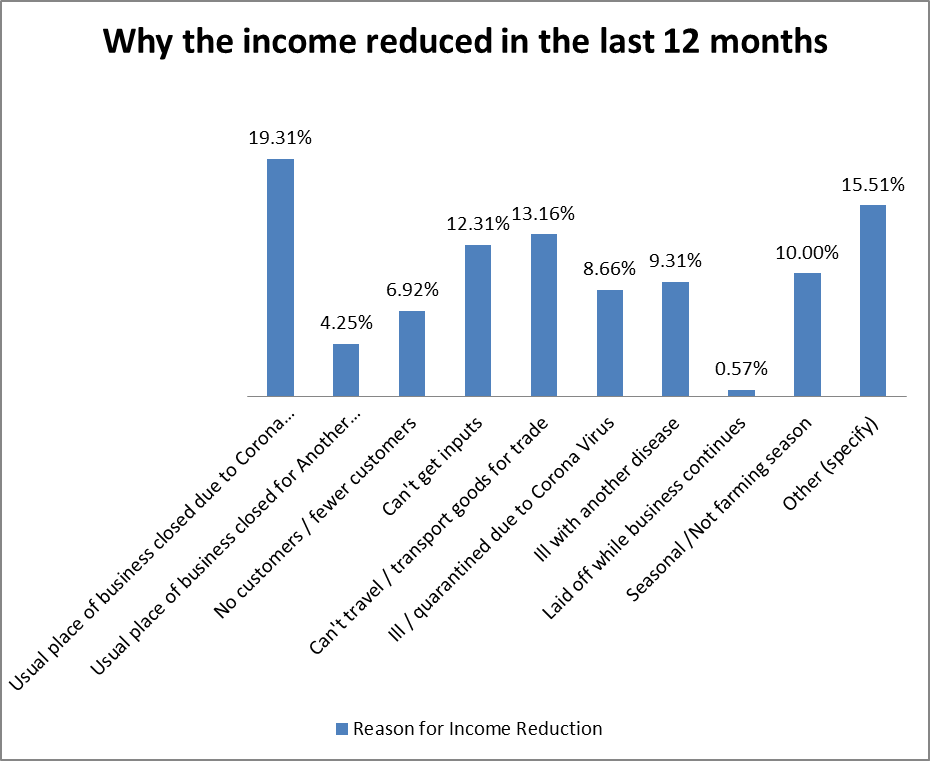 Why the income reduced in the last 12 months
19.31%
4.25%
6.92%
12.31%
13.16%
8.66%
9.31%
0.57%
10.00%
15.51%
Usual place of business closed due to Corona...
Usual place of business closed for Another...
No customers / fewer customers
Can't get inputs
Can't travel / transport goods for trade
Ill / quarantined due to Corona Virus
Ill with another disease
Laid off while business continues
Seasonal /Not farming season
Other (specify)
Reason for Income Reduction